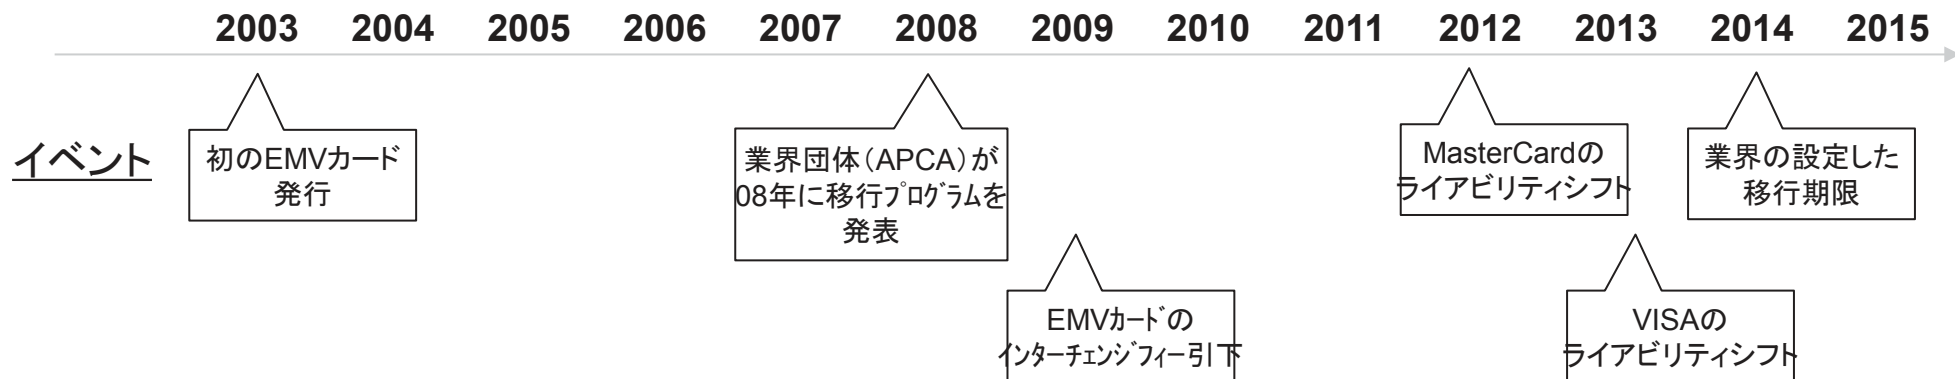 2003 2004 2005 2006 2007 2008 2009 2010 2011 2012 2013 2014 2015
イベント
初のEMVカード
発行
業界団体(APCA)が
08年に移行プログラムを
発表
EMVカードの
インターチェンジフィー引下
MasterCardの
ライアビリティシフト
VISAの
ライアビリティシフト
業界の設定した
移行期限